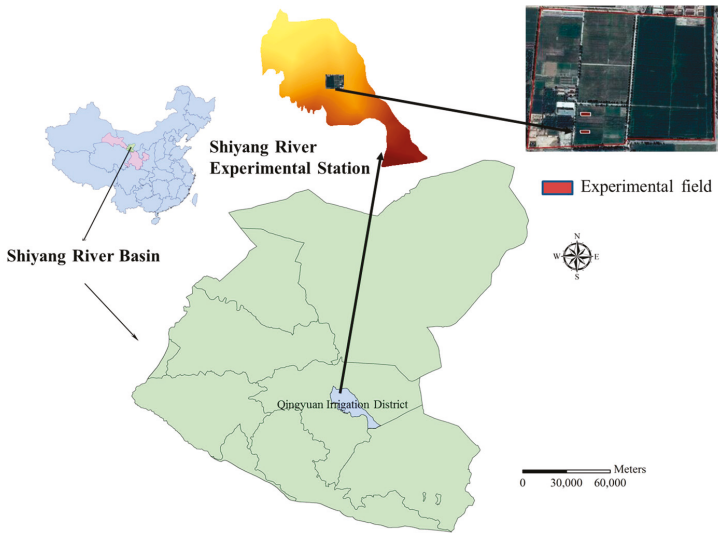 Shiyang River
Experimental Station
Experimental field
Shiyang River Basin
N
W
E
S
Qingyuan Irrigation District
Meters
0 30,000 60,000